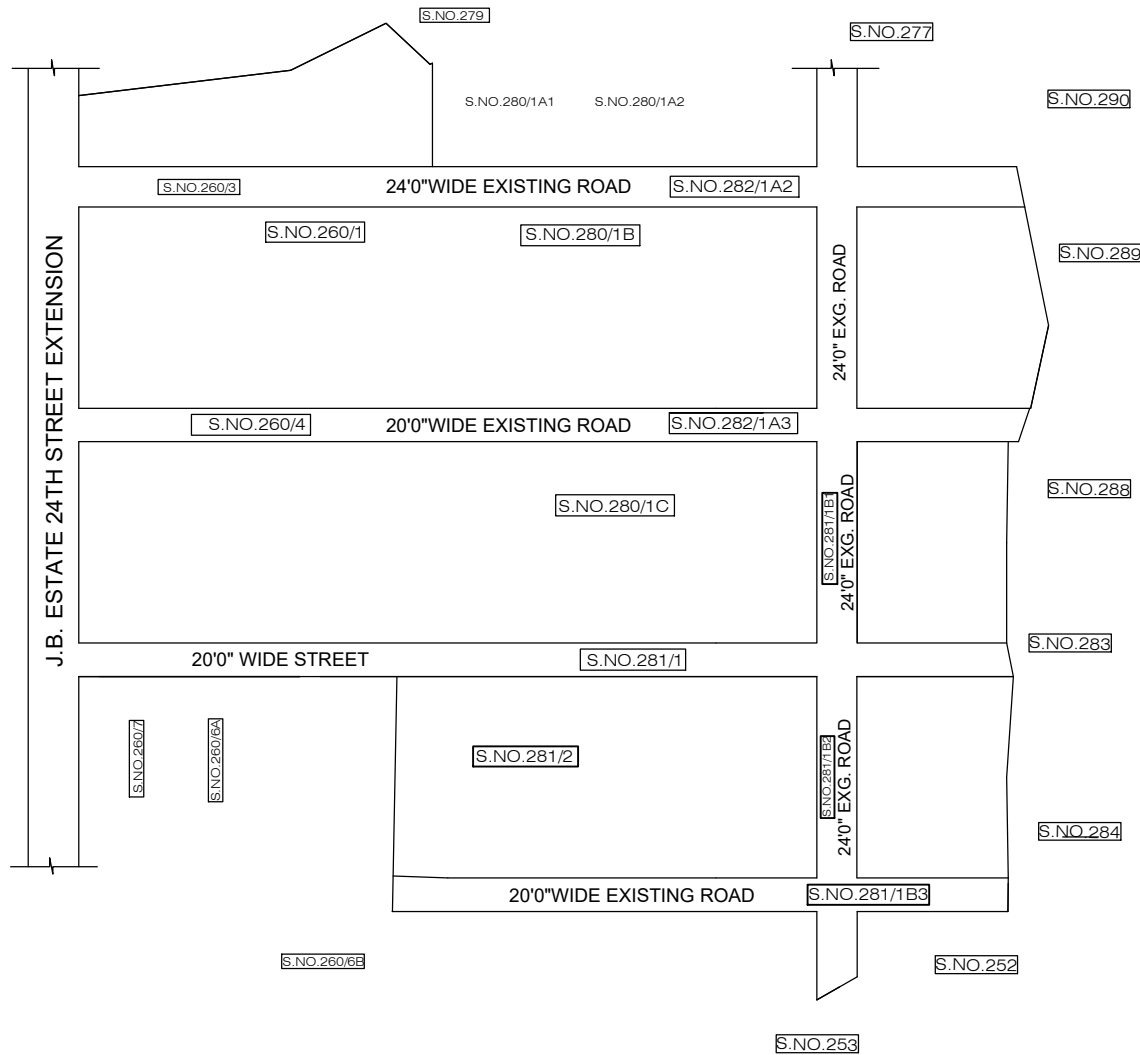 S.NO.279
S.NO.277
S.NO.280/1A1
S.NO.280/1A2
S.NO.290
S.NO.260/3
24'0"WIDE EXISTING ROAD
S.NO.282/1A2
S.NO.260/1
S.NO.280/1B
S.NO.289
24'0" EXG. ROAD
J.B. ESTATE 24TH STREET EXTENSION
S.NO.260/4
20'0"WIDE EXISTING ROAD
S.NO.282/1A3
S.NO.280/1C
S.NO.281/1B1
24'0" EXG. ROAD
S.NO.288
20'0" WIDE STREET
S.NO.281/1
S.NO.283
S.NO.260/7
S.NO.260/6A
S.NO.281/2
S.NO.281/1B2
24'0" EXG. ROAD
S.NO.284
20'0"WIDE EXISTING ROAD
S.NO.281/1B3
S.NO.260/6B
S.NO.252
S.NO.253